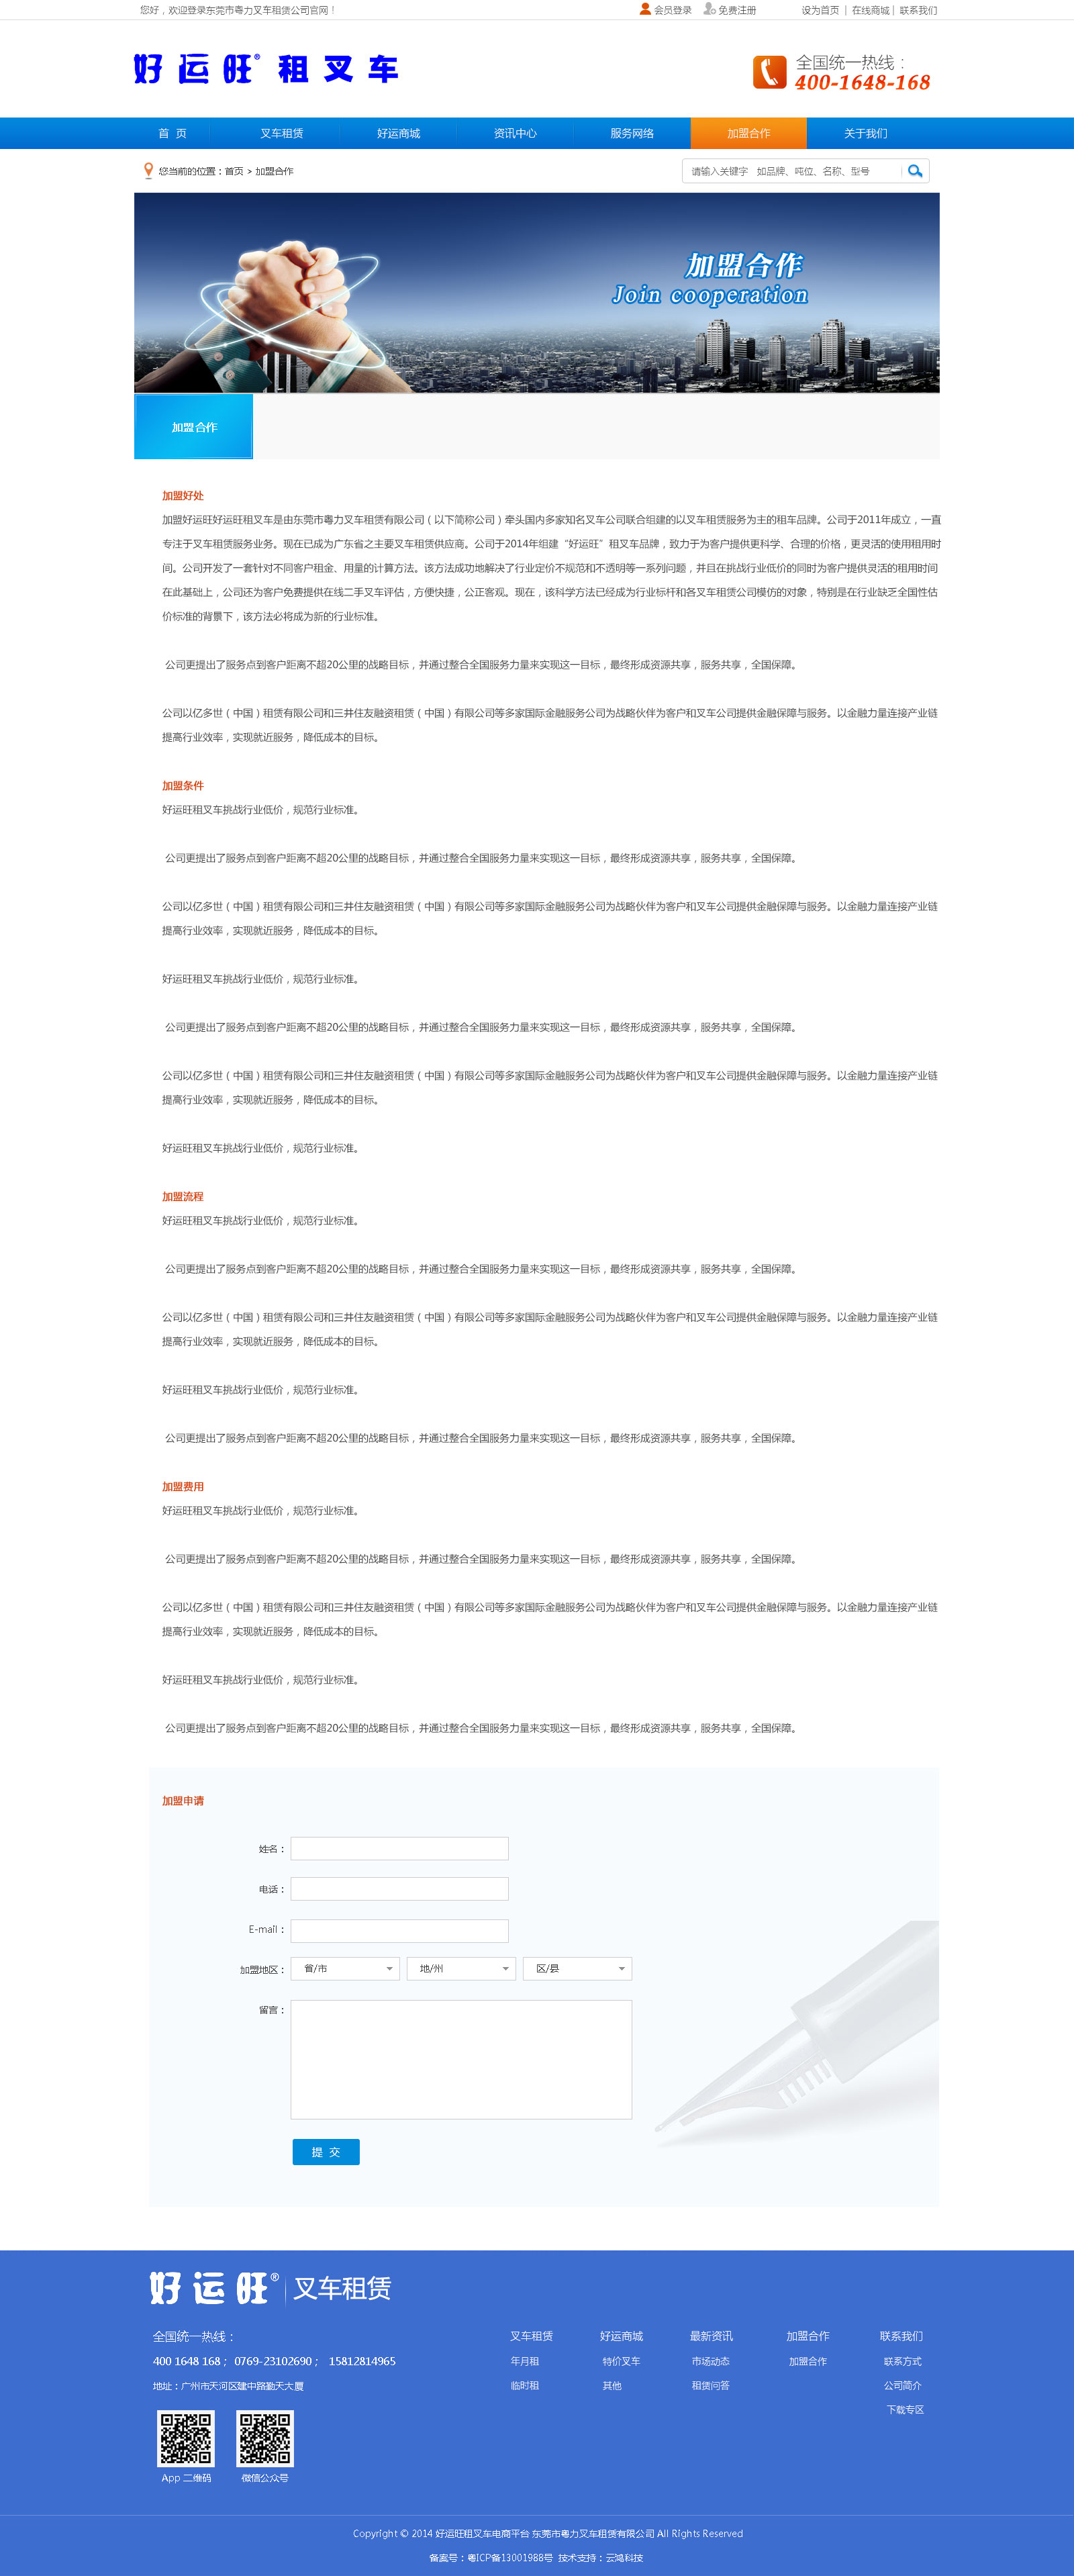 您好，欢迎登录东莞市粤力叉车租赁公司官网！
会员登录 免费注册 设为首页 | 在线商城 | 联系我们
好运旺® 租叉车
全国统一热线：
400-1648-168
首 页 叉车租赁 好运商城 资讯中心 服务网络 加盟合作 关于我们
您当前的位置：首页 > 加盟合作
请输入关键字 如品牌、吨位、名称、型号
加盟合作
Join cooperation
加盟合作
加盟好处
加盟好运旺好运旺租叉车是由东莞市粤力叉车租赁有限公司（以下简称公司）牵头国内多家知名叉车公司联合组建的以叉车租赁服务为主的租车品牌。公司于2011年成立，一直
专注于叉车租赁服务业务。现在已成为广东省之主要叉车租赁供应商。公司于2014年组建“好运旺”租叉车品牌，致力于为客户提供更科学、合理的价格，更灵活的使用租用时
间。公司开发了一套针对不同客户租金、用量的计算方法。该方法成功地解决了行业定价不规范和不透明等一系列问题，并且在挑战行业低价的同时为客户提供灵活的租用时间
在此基础上，公司还为客户免费提供在线二手叉车评估，方便快捷，公正客观。现在，该科学方法已经成为行业标杆和各叉车租赁公司模仿的对象，特别是在行业缺乏全国性估
价标准的背景下，该方法必将成为新的行业标准。
公司更提出了服务点到客户距离不超20公里的战略目标，并通过整合全国服务力量来实现这一目标，最终形成资源共享，服务共享，全国保障。
公司以亿多世（中国）租赁有限公司和三井住友融资租赁（中国）有限公司等多家国际金融服务公司为战略伙伴为客户和叉车公司提供金融保障与服务。以金融力量连接产业链
提高行业效率，实现就近服务，降低成本的目标。
加盟条件
好运旺租叉车挑战行业低价，规范行业标准。
公司更提出了服务点到客户距离不超20公里的战略目标，并通过整合全国服务力量来实现这一目标，最终形成资源共享，服务共享，全国保障。
公司以亿多世（中国）租赁有限公司和三井住友融资租赁（中国）有限公司等多家国际金融服务公司为战略伙伴为客户和叉车公司提供金融保障与服务。以金融力量连接产业链
提高行业效率，实现就近服务，降低成本的目标。
好运旺租叉车挑战行业低价，规范行业标准。
公司更提出了服务点到客户距离不超20公里的战略目标，并通过整合全国服务力量来实现这一目标，最终形成资源共享，服务共享，全国保障。
公司以亿多世（中国）租赁有限公司和三井住友融资租赁（中国）有限公司等多家国际金融服务公司为战略伙伴为客户和叉车公司提供金融保障与服务。以金融力量连接产业链
提高行业效率，实现就近服务，降低成本的目标。
好运旺租叉车挑战行业低价，规范行业标准。
加盟流程
好运旺租叉车挑战行业低价，规范行业标准。
公司更提出了服务点到客户距离不超20公里的战略目标，并通过整合全国服务力量来实现这一目标，最终形成资源共享，服务共享，全国保障。
公司以亿多世（中国）租赁有限公司和三井住友融资租赁（中国）有限公司等多家国际金融服务公司为战略伙伴为客户和叉车公司提供金融保障与服务。以金融力量连接产业链
提高行业效率，实现就近服务，降低成本的目标。
好运旺租叉车挑战行业低价，规范行业标准。
公司更提出了服务点到客户距离不超20公里的战略目标，并通过整合全国服务力量来实现这一目标，最终形成资源共享，服务共享，全国保障。
加盟费用
好运旺租叉车挑战行业低价，规范行业标准。
公司更提出了服务点到客户距离不超20公里的战略目标，并通过整合全国服务力量来实现这一目标，最终形成资源共享，服务共享，全国保障。
公司以亿多世（中国）租赁有限公司和三井住友融资租赁（中国）有限公司等多家国际金融服务公司为战略伙伴为客户和叉车公司提供金融保障与服务。以金融力量连接产业链
提高行业效率，实现就近服务，降低成本的目标。
好运旺租叉车挑战行业低价，规范行业标准。
公司更提出了服务点到客户距离不超20公里的战略目标，并通过整合全国服务力量来实现这一目标，最终形成资源共享，服务共享，全国保障。
加盟申请
姓名：
电话：
E-mail：
加盟地区： 省/市 地/州 区/县
留言：
提 交
好运旺® 叉车租赁
全国统一热线：
400 1648 168； 0769-23102690； 15812814965
地址：广州市天河区建中路勤天大厦
App 二维码 微信公众号
叉车租赁 好运商城 最新资讯 加盟合作 联系我们
年月租 特价叉车 市场动态 加盟合作 联系方式
临时租 其他 租赁问答 公司简介
下载专区
Copyright © 2014 好运旺租叉车电商平台 东莞市粤力叉车租赁有限公司 All Rights Reserved
备案号：粤ICP备13001988号 技术支持：云鸿科技